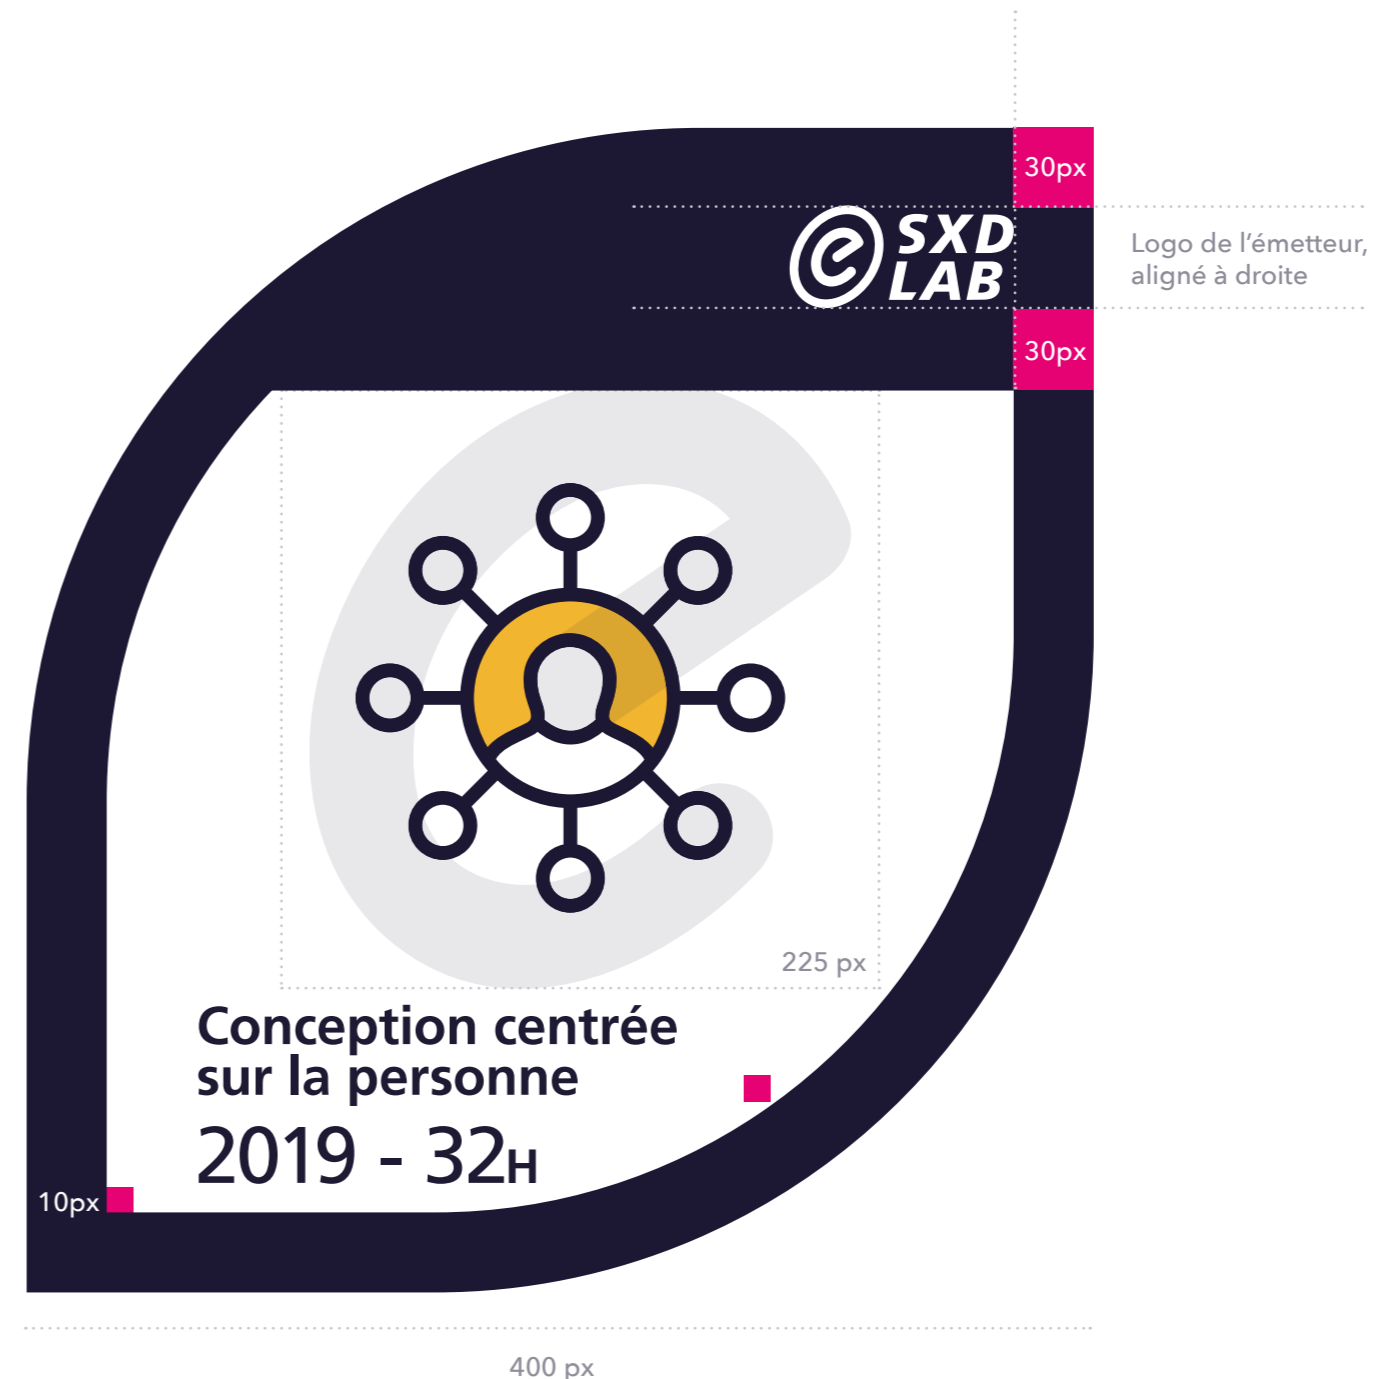 30px
SXD
LAB
Logo de l’émetteur,
aligné à droite
30px
225 px
Conception centrée
sur la personne
2019 - 32H
10px
400 px